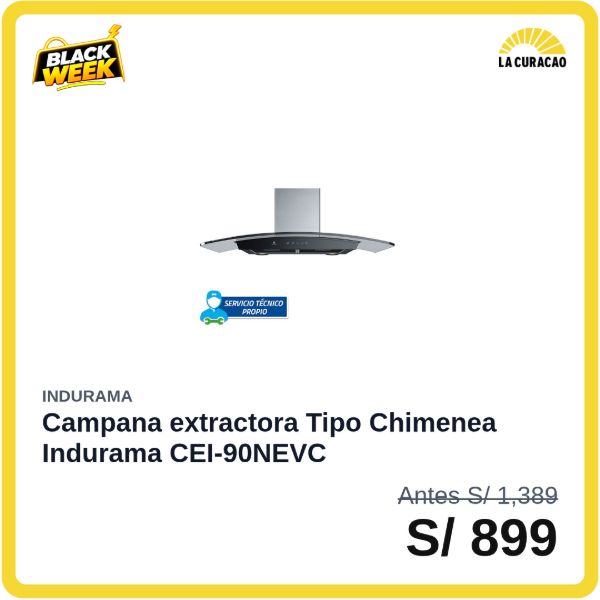 BLACK
WEEK
LA CURACAO
SERVICIO TÉCNICO
PROPIO
INDURAMA
Campana extractora Tipo Chimenea
Indurama CEI-90NEVC
Antes S/ 1,389
S/ 899